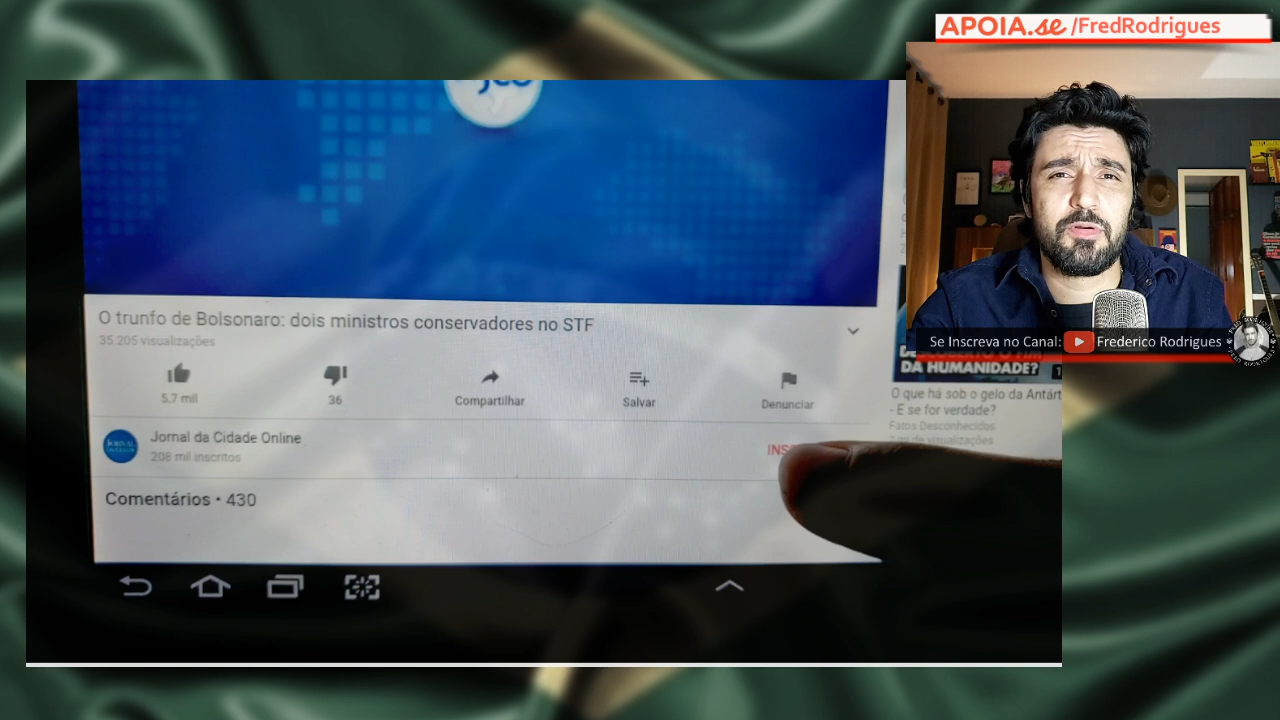 APOIA.se /FredRodrigues
Se Inscreva no Canal: Frederico Rodrigues
O trunfo de Bolsonaro: dois ministros conservadores no STF
35.205 visualizações
5,7 mil
36
Compartilhar
Salvar
Denunciar
Jornal da Cidade Online
208 mil inscritos
Comentários • 430
DA HUMANIDADE?
O que há sob o gelo da Antárt
- E se for verdade?
Fatos Desconhecidos